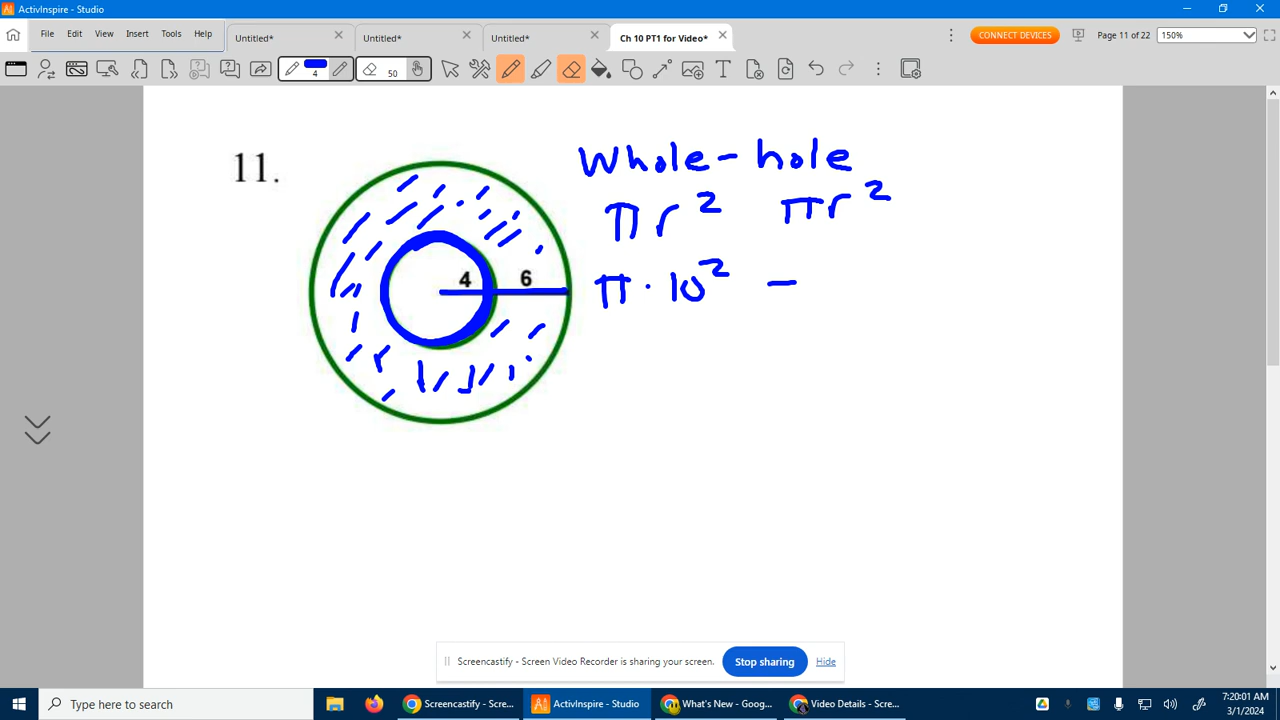 ActivInspire - Studio
File Edit View Insert Tools Help
Untitled*
Untitled*
Untitled*
Ch 10 PT1 for Video*
CONNECT DEVICES
Page 11 of 22
150%
4
50
11.
Whole - hole
πr² πr²
4 6
π · 10² -
Screencastify - Screen Video Recorder is sharing your screen.
Stop sharing
Hide
Type here to search
Screencastify - Scre...
ActivInspire - Studio
What's New - Goog...
Video Details - Scre...
7:20:01 AM
3/1/2024